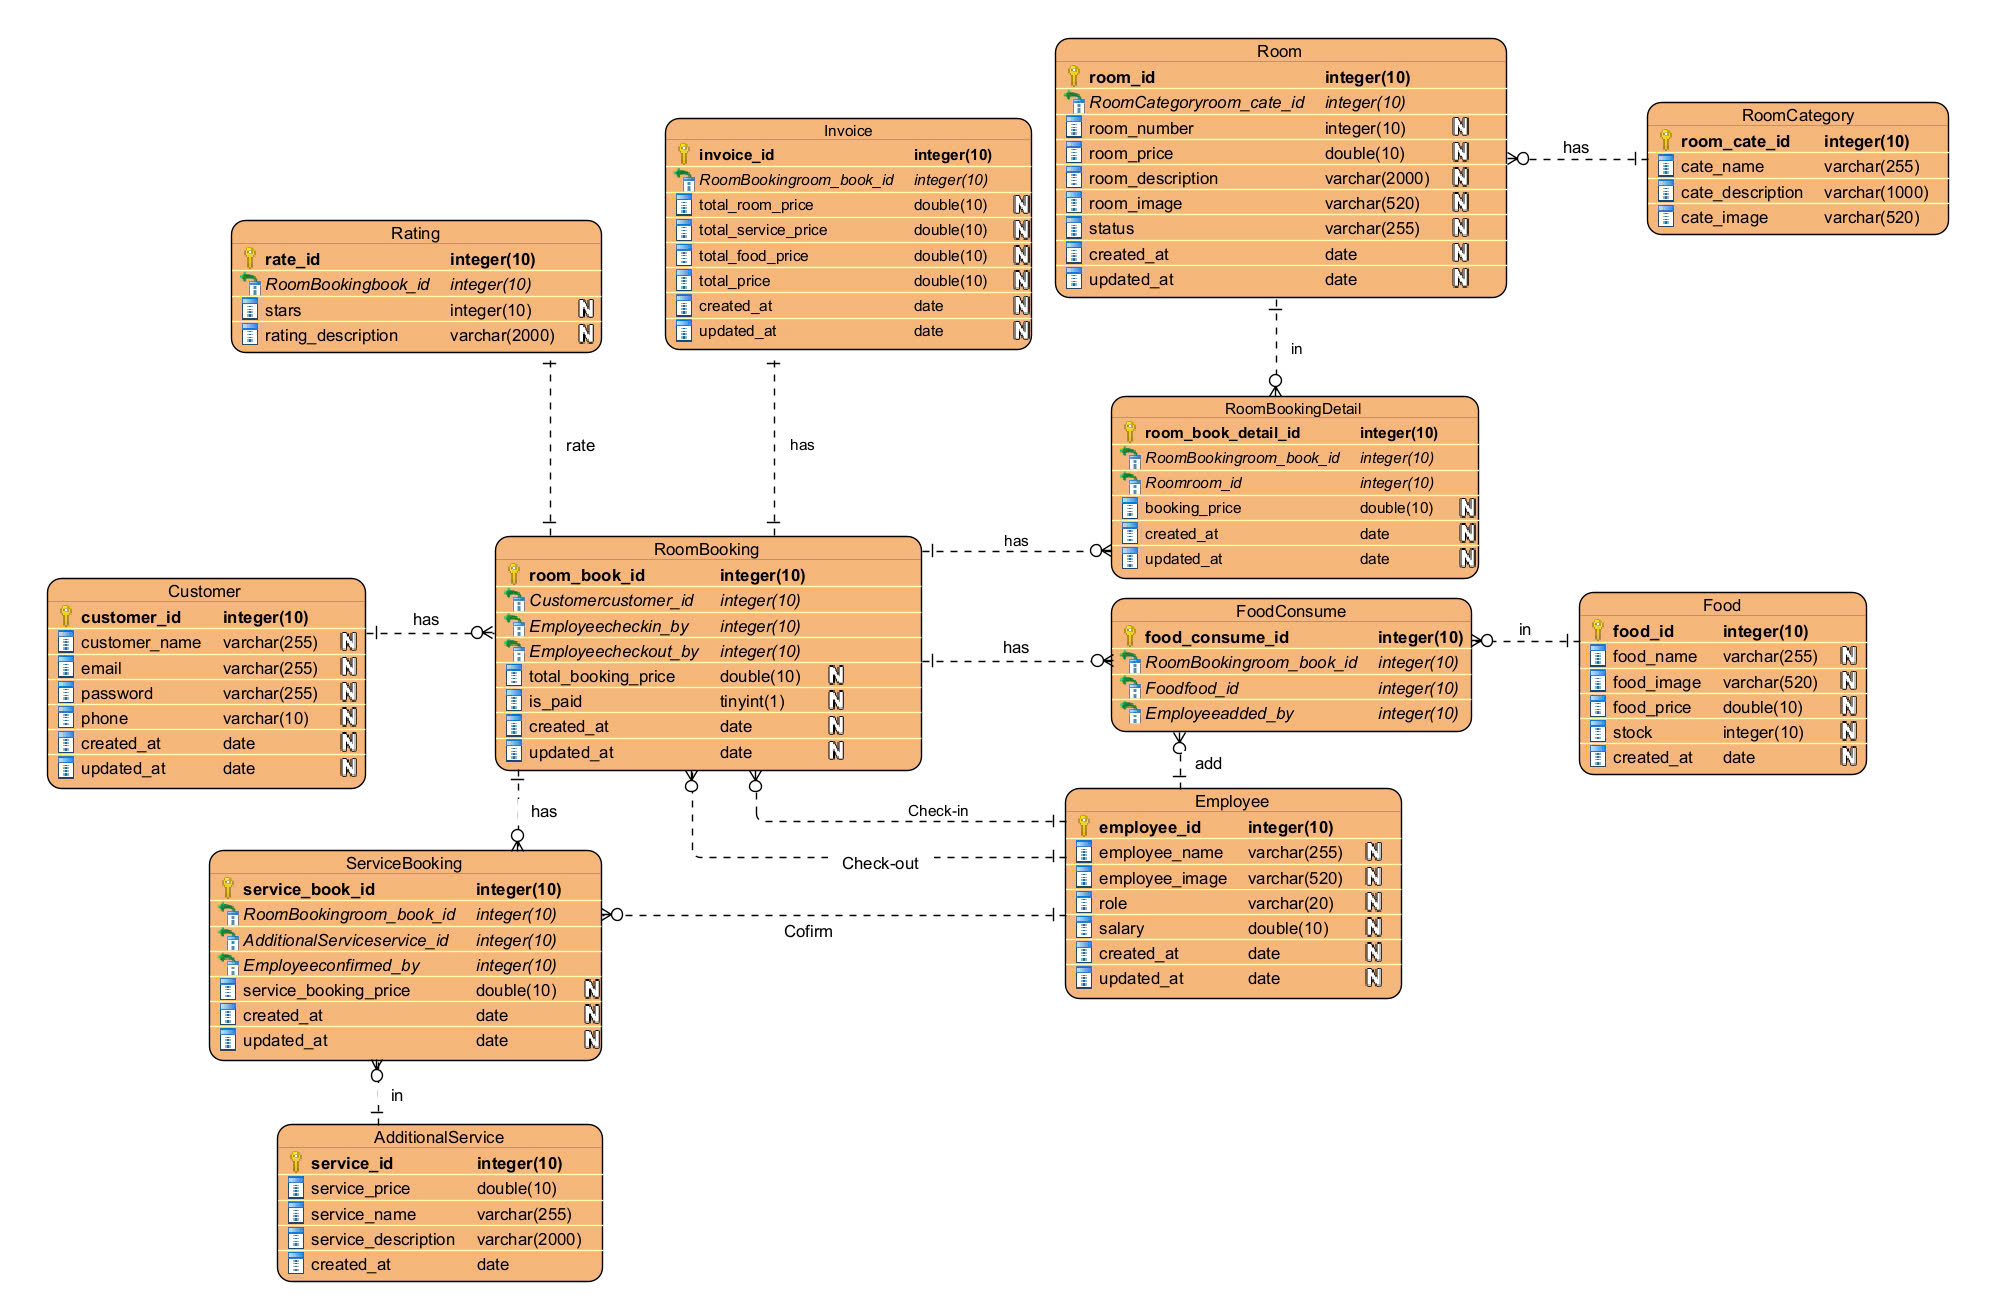 Room
room_id integer(10)
RoomCategoryroom_cate_id integer(10)
room_number integer(10) N
room_price double(10) N
room_description varchar(2000) N
room_image varchar(520) N
status varchar(255) N
created_at date N
updated_at date N
has
RoomCategory
room_cate_id integer(10)
cate_name varchar(255)
cate_description varchar(1000)
cate_image varchar(520)
Invoice
invoice_id integer(10)
RoomBookingroom_book_id integer(10)
total_room_price double(10) N
total_service_price double(10) N
total_food_price double(10) N
total_price double(10) N
created_at date N
updated_at date N
Rating
rate_id integer(10)
RoomBookingbook_id integer(10)
stars integer(10) N
rating_description varchar(2000) N
in
rate
has
RoomBookingDetail
room_book_detail_id integer(10)
RoomBookingroom_book_id integer(10)
Roomroom_id integer(10)
booking_price double(10) N
created_at date N
updated_at date N
has
RoomBooking
room_book_id integer(10)
Customercustomer_id integer(10)
Employeecheckin_by integer(10)
Employeecheckout_by integer(10)
total_booking_price double(10) N
is_paid tinyint(1) N
created_at date N
updated_at date N
Customer
customer_id integer(10)
customer_name varchar(255) N
email varchar(255) N
password varchar(255) N
phone varchar(10) N
created_at date N
updated_at date N
has
has
FoodConsume
food_consume_id integer(10)
RoomBookingroom_book_id integer(10)
Foodfood_id integer(10)
Employeeadded_by integer(10)
in
Food
food_id integer(10)
food_name varchar(255) N
food_image varchar(520) N
food_price double(10) N
stock integer(10) N
created_at date N
add
has
Check-in
Check-out
Cofirm
Employee
employee_id integer(10)
employee_name varchar(255) N
employee_image varchar(520) N
role varchar(20) N
salary double(10) N
created_at date N
updated_at date N
ServiceBooking
service_book_id integer(10)
RoomBookingroom_book_id integer(10)
AdditionalServiceservice_id integer(10)
Employeeconfirmed_by integer(10)
service_booking_price double(10) N
created_at date N
updated_at date N
in
AdditionalService
service_id integer(10)
service_price double(10)
service_name varchar(255)
service_description varchar(2000)
created_at date